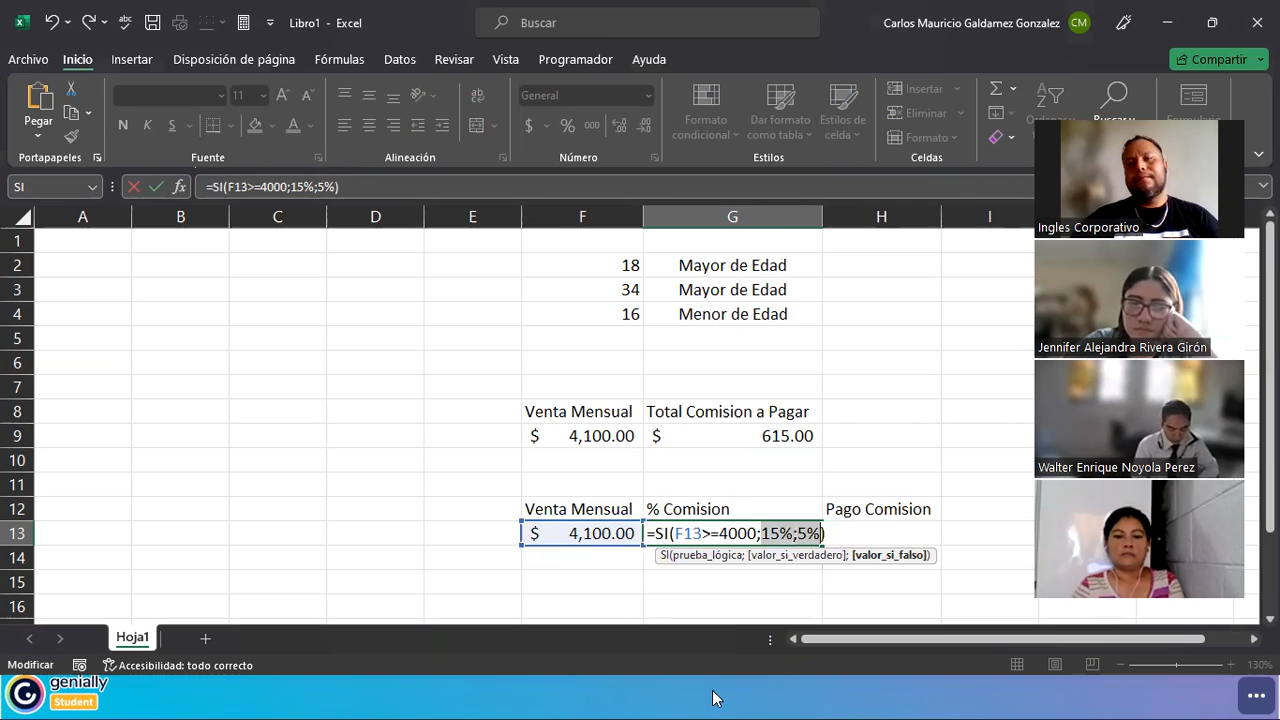 Libro1 - Excel
Buscar
Carlos Mauricio Galdamez Gonzalez
CM
Archivo
Inicio
Insertar
Disposición de página
Fórmulas
Datos
Revisar
Vista
Programador
Ayuda
Compartir
Pegar
Portapapeles
11
N K S
Fuente
Alineación
General
$ % 000
Número
Formato condicional
Dar formato como tabla
Estilos de celda
Estilos
Insertar
Eliminar
Formato
Celdas
Ordenar y
Buscar y
Formulario
SI
=SI(F13>=4000;15%;5%)
A B C D E F G H I
1
2 18 Mayor de Edad
3 34 Mayor de Edad
4 16 Menor de Edad
5
6
7
8 Venta Mensual Total Comision a Pagar
9 $ 4,100.00 $ 615.00
10
11
12 Venta Mensual % Comision Pago Comision
13 $ 4,100.00 =SI(F13>=4000;15%;5%)
SI(prueba_lógica; [valor_si_verdadero]; [valor_si_falso])
14
15
16
Ingles Corporativo
Jennifer Alejandra Rivera Girón
Walter Enrique Noyola Perez
Hoja1
Modificar
Accesibilidad: todo correcto
130%
genially
Student